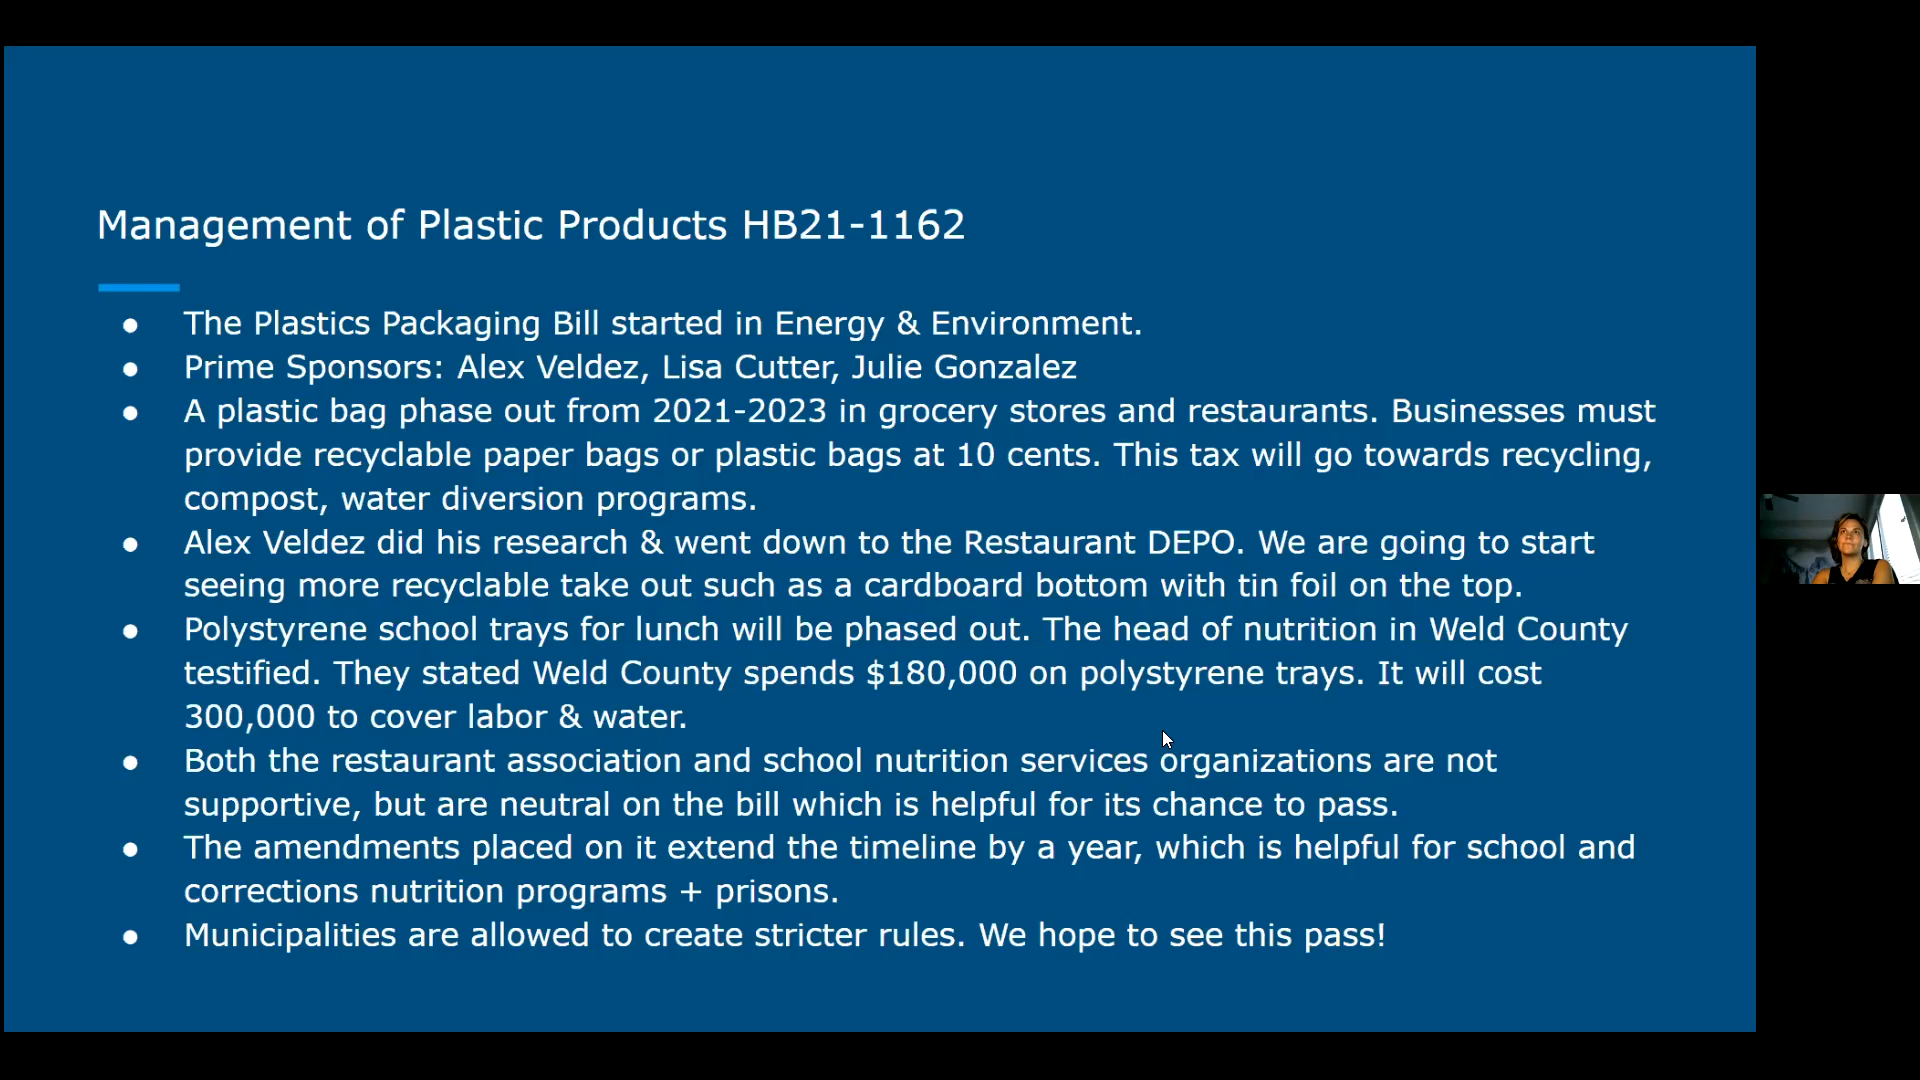 Management of Plastic Products HB21-1162
● The Plastics Packaging Bill started in Energy & Environment.
● Prime Sponsors: Alex Veldez, Lisa Cutter, Julie Gonzalez
● A plastic bag phase out from 2021-2023 in grocery stores and restaurants. Businesses must
provide recyclable paper bags or plastic bags at 10 cents. This tax will go towards recycling,
compost, water diversion programs.
● Alex Veldez did his research & went down to the Restaurant DEPO. We are going to start
seeing more recyclable take out such as a cardboard bottom with tin foil on the top.
● Polystyrene school trays for lunch will be phased out. The head of nutrition in Weld County
testified. They stated Weld County spends $180,000 on polystyrene trays. It will cost
300,000 to cover labor & water.
● Both the restaurant association and school nutrition services organizations are not
supportive, but are neutral on the bill which is helpful for its chance to pass.
● The amendments placed on it extend the timeline by a year, which is helpful for school and
corrections nutrition programs + prisons.
● Municipalities are allowed to create stricter rules. We hope to see this pass!